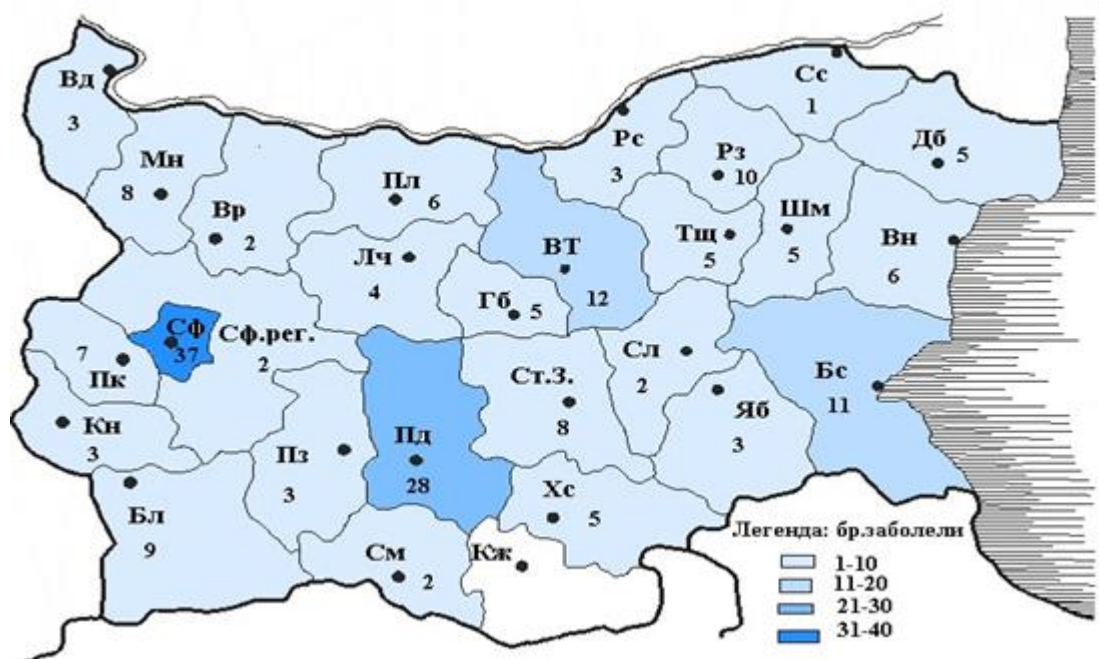 Вд
3
Мн
8
Вр
2
Пл
6
Лч
4
ВТ
12
Гб
5
Рс
3
Рз
10
Сс
1
Дб
5
Тщ
5
Шм
5
Вн
6
Сф
37
Сф.рег.
2
7
Пк
Кн
3
Бл
9
Пз
3
Пд
28
Ст.З.
8
Сл
2
Яб
3
Бс
11
Хс
5
См
2
Кж
Легенда: бр.заболели
1-10
11-20
21-30
31-40